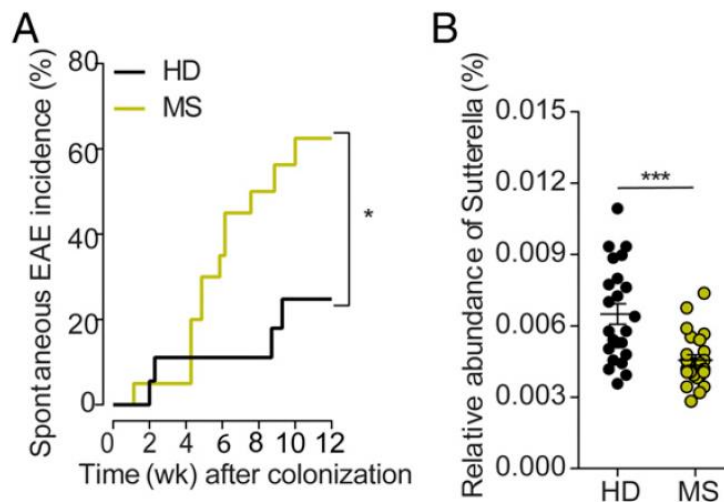 A
Spontaneous EAE incidence (%)
80
60
40
20
0
HD
MS
*
0 2 4 6 8 10 12
Time (wk) after colonization
B
Relative abundance of Sutterella (%)
0.015
0.012
0.009
0.006
0.003
0.000
***
HD MS